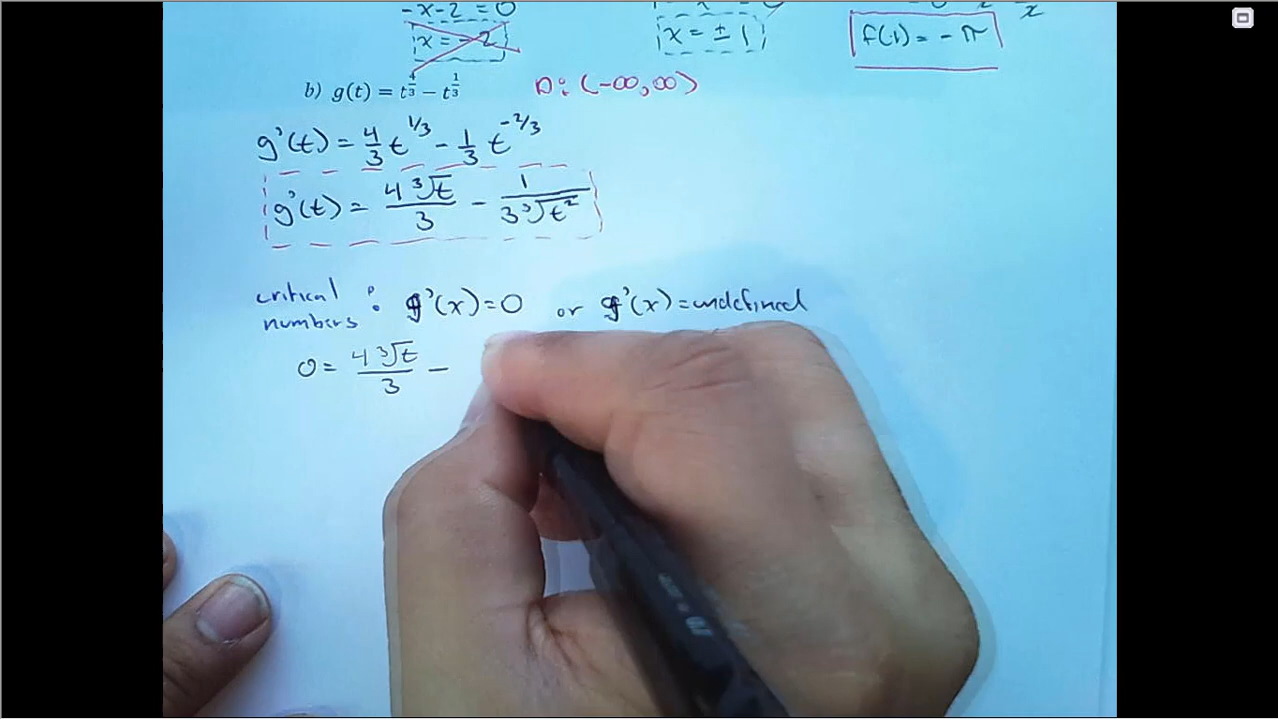 -x-2 = 0
x = -2
x = ± 1
f(1) = - π
b) g(t) = t^{4/3} − t^{1/3} D: (-∞,∞)
g'(t) = 4/3 t^{1/3} - 1/3 t^{-2/3}
g'(t) = 4∛t/3 - 1/(3∛t²)
critical numbers : g'(x)=0 or g'(x)=undefined
0 = 4∛t/3 -